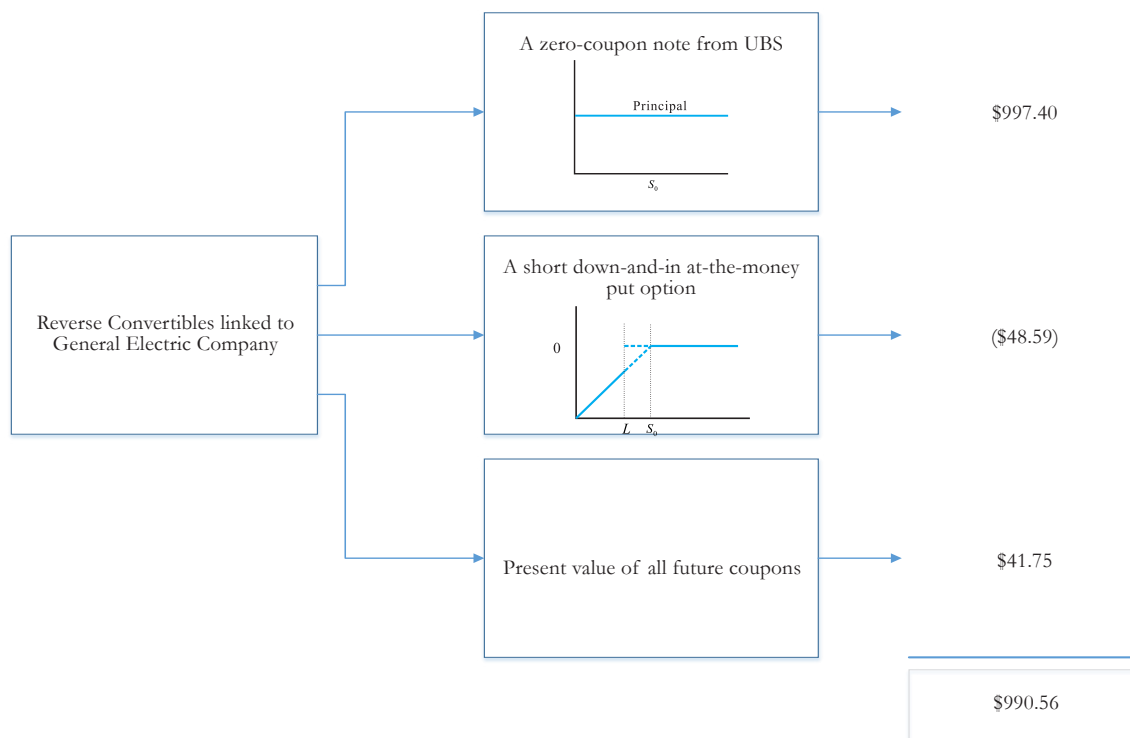 A zero-coupon note from UBS
Principal
S₀
$997.40
Reverse Convertibles linked to
General Electric Company
A short down-and-in at-the-money
put option
0
L S₀
($48.59)
Present value of all future coupons
$41.75
$990.56